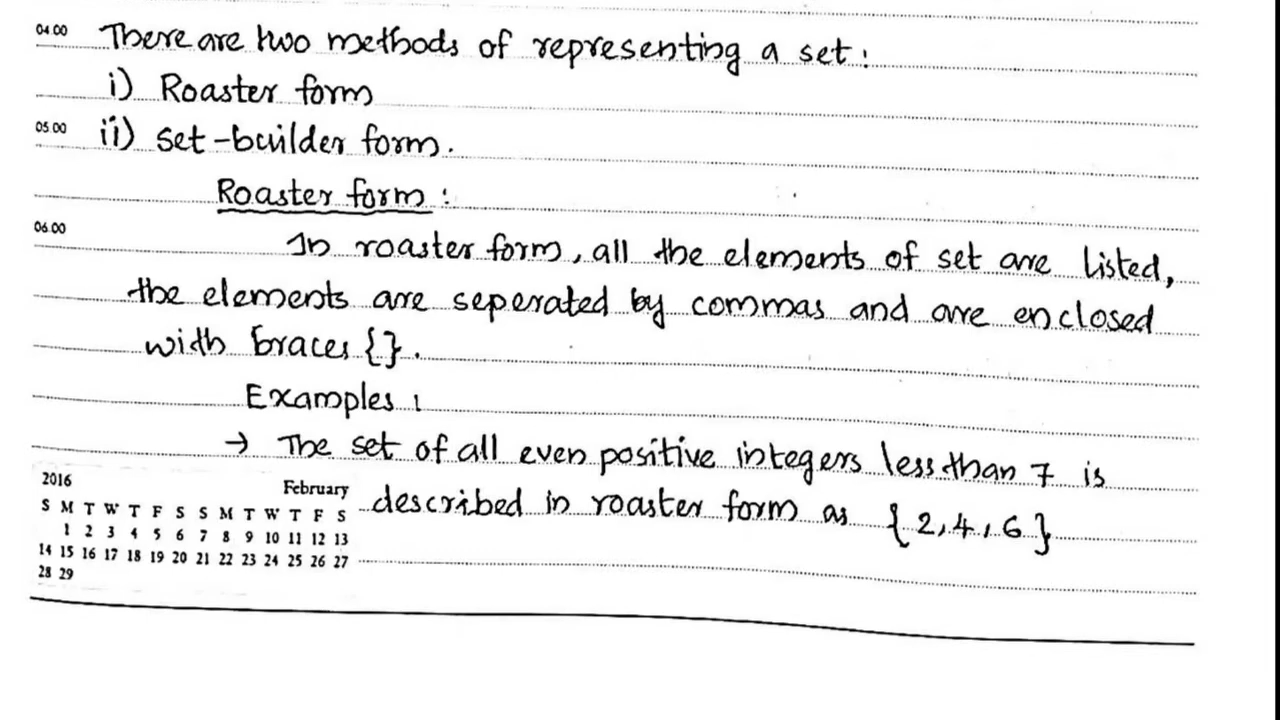 04.00 There are two methods of representing a set:
i) Roaster form
05.00 ii) set-builder form.
Roaster form :
06.00
In roaster form, all the elements of set are listed,
the elements are seperated by commas and are enclosed
with braces {}.
Examples :
→ The set of all even positive integers less than 7 is
described in roaster form as {2,4,6}
2016
February
S M T W T F S S M T W T F S
1 2 3 4 5 6 7 8 9 10 11 12 13
14 15 16 17 18 19 20 21 22 23 24 25 26 27
28 29